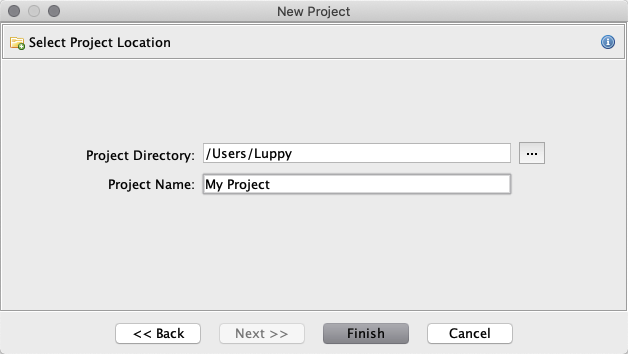 New Project
Select Project Location
Project Directory: /Users/Luppy ...
Project Name: My Project
<< Back Next >> Finish Cancel